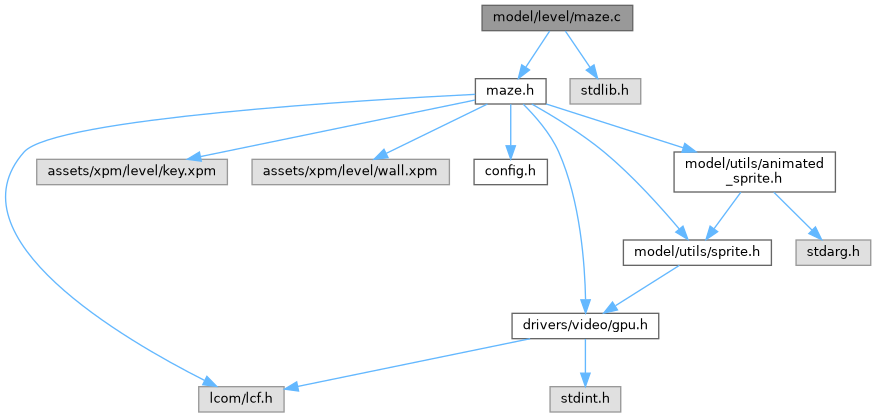 model/level/maze.c
maze.h
stdlib.h
assets/xpm/level/key.xpm
assets/xpm/level/wall.xpm
config.h
model/utils/animated
_sprite.h
model/utils/sprite.h
stdarg.h
drivers/video/gpu.h
lcom/lcf.h
stdint.h